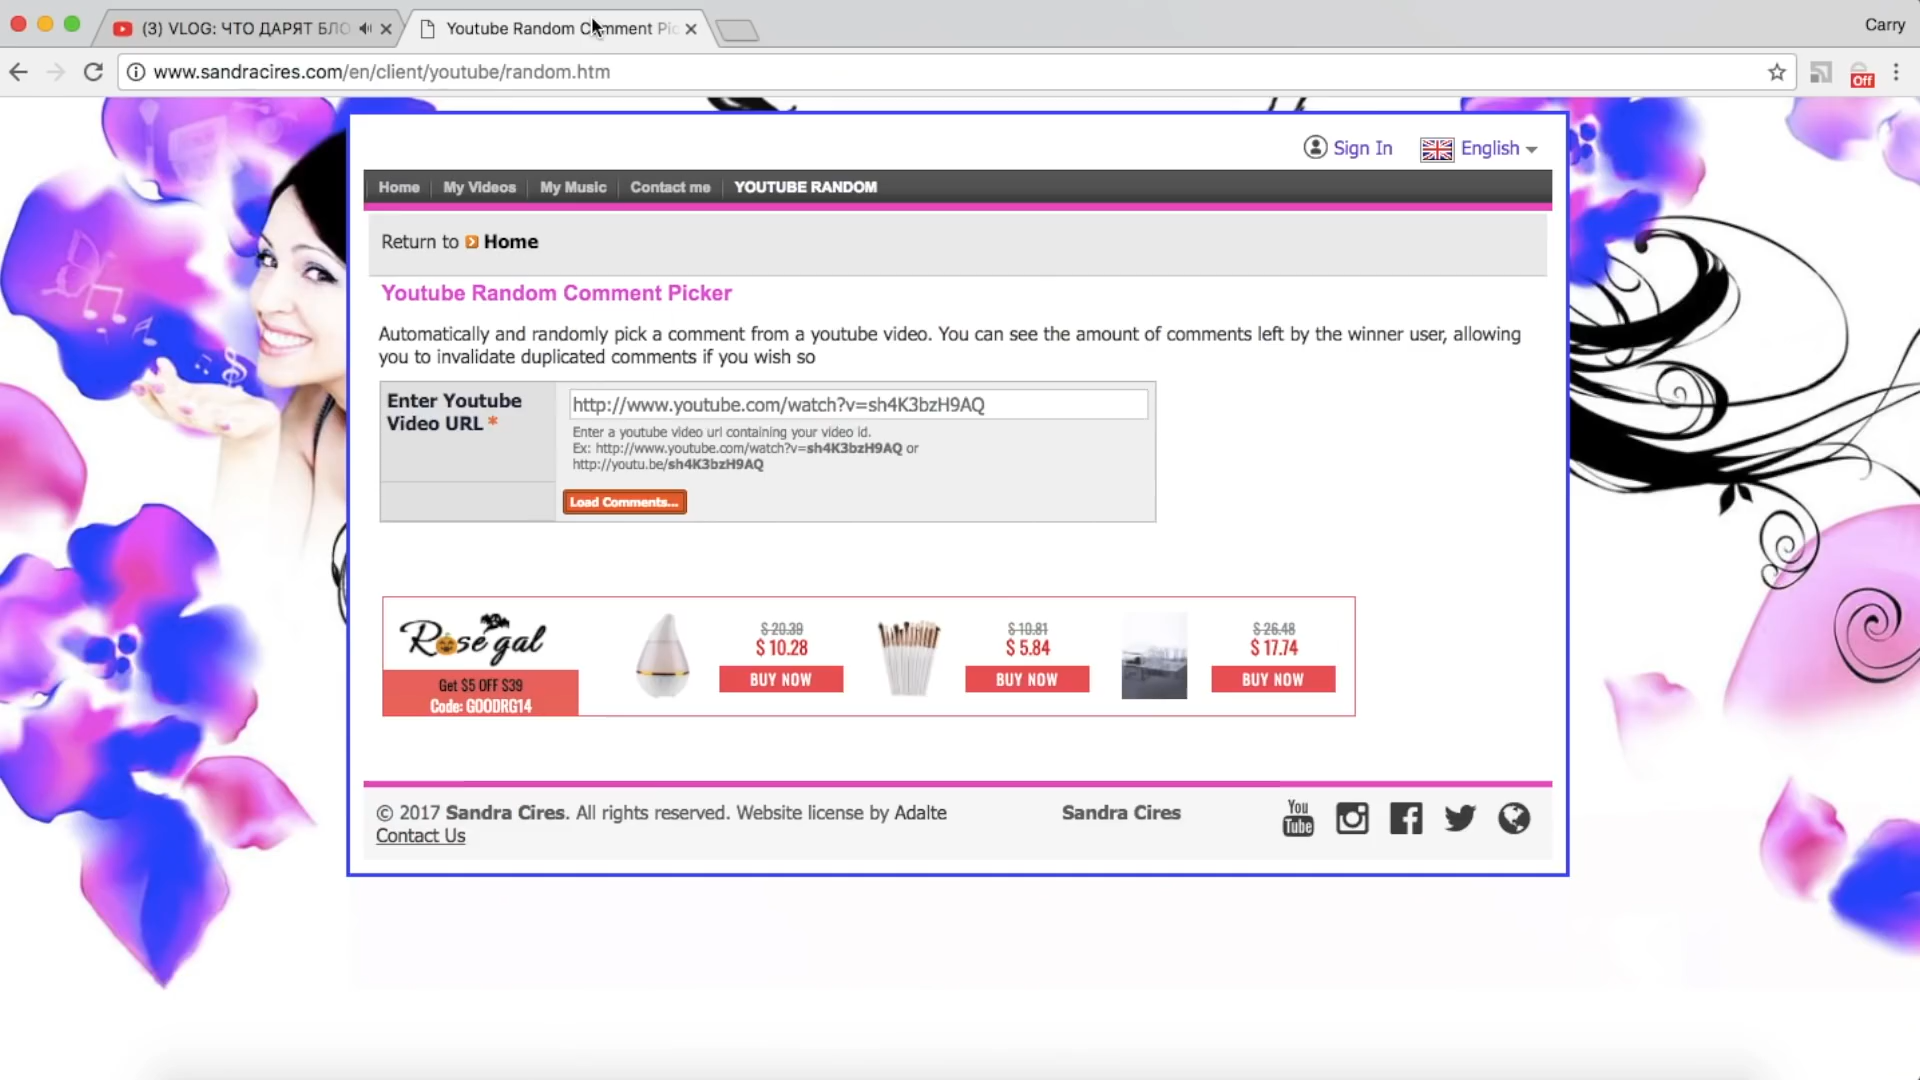 (3) VLOG: ЧТО ДАРЯТ БЛО
Youtube Random Comment Pic
Carry
www.sandracires.com/en/client/youtube/random.htm
Off
Sign In
English
Home
My Videos
My Music
Contact me
YOUTUBE RANDOM
Return to Home
Youtube Random Comment Picker
Automatically and randomly pick a comment from a youtube video. You can see the amount of comments left by the winner user, allowing
you to invalidate duplicated comments if you wish so
Enter Youtube
Video URL *
http://www.youtube.com/watch?v=sh4K3bzH9AQ
Enter a youtube video url containing your video id.
Ex: http://www.youtube.com/watch?v=sh4K3bzH9AQ or
http://youtu.be/sh4K3bzH9AQ
Load Comments...
Rosegal
Get $5 OFF $39
Code: GOODRG14
$ 20.39
$ 10.28
BUY NOW
$ 10.81
$ 5.84
BUY NOW
$ 26.48
$ 17.74
BUY NOW
© 2017 Sandra Cires. All rights reserved. Website license by Adalte
Contact Us
Sandra Cires
You
Tube